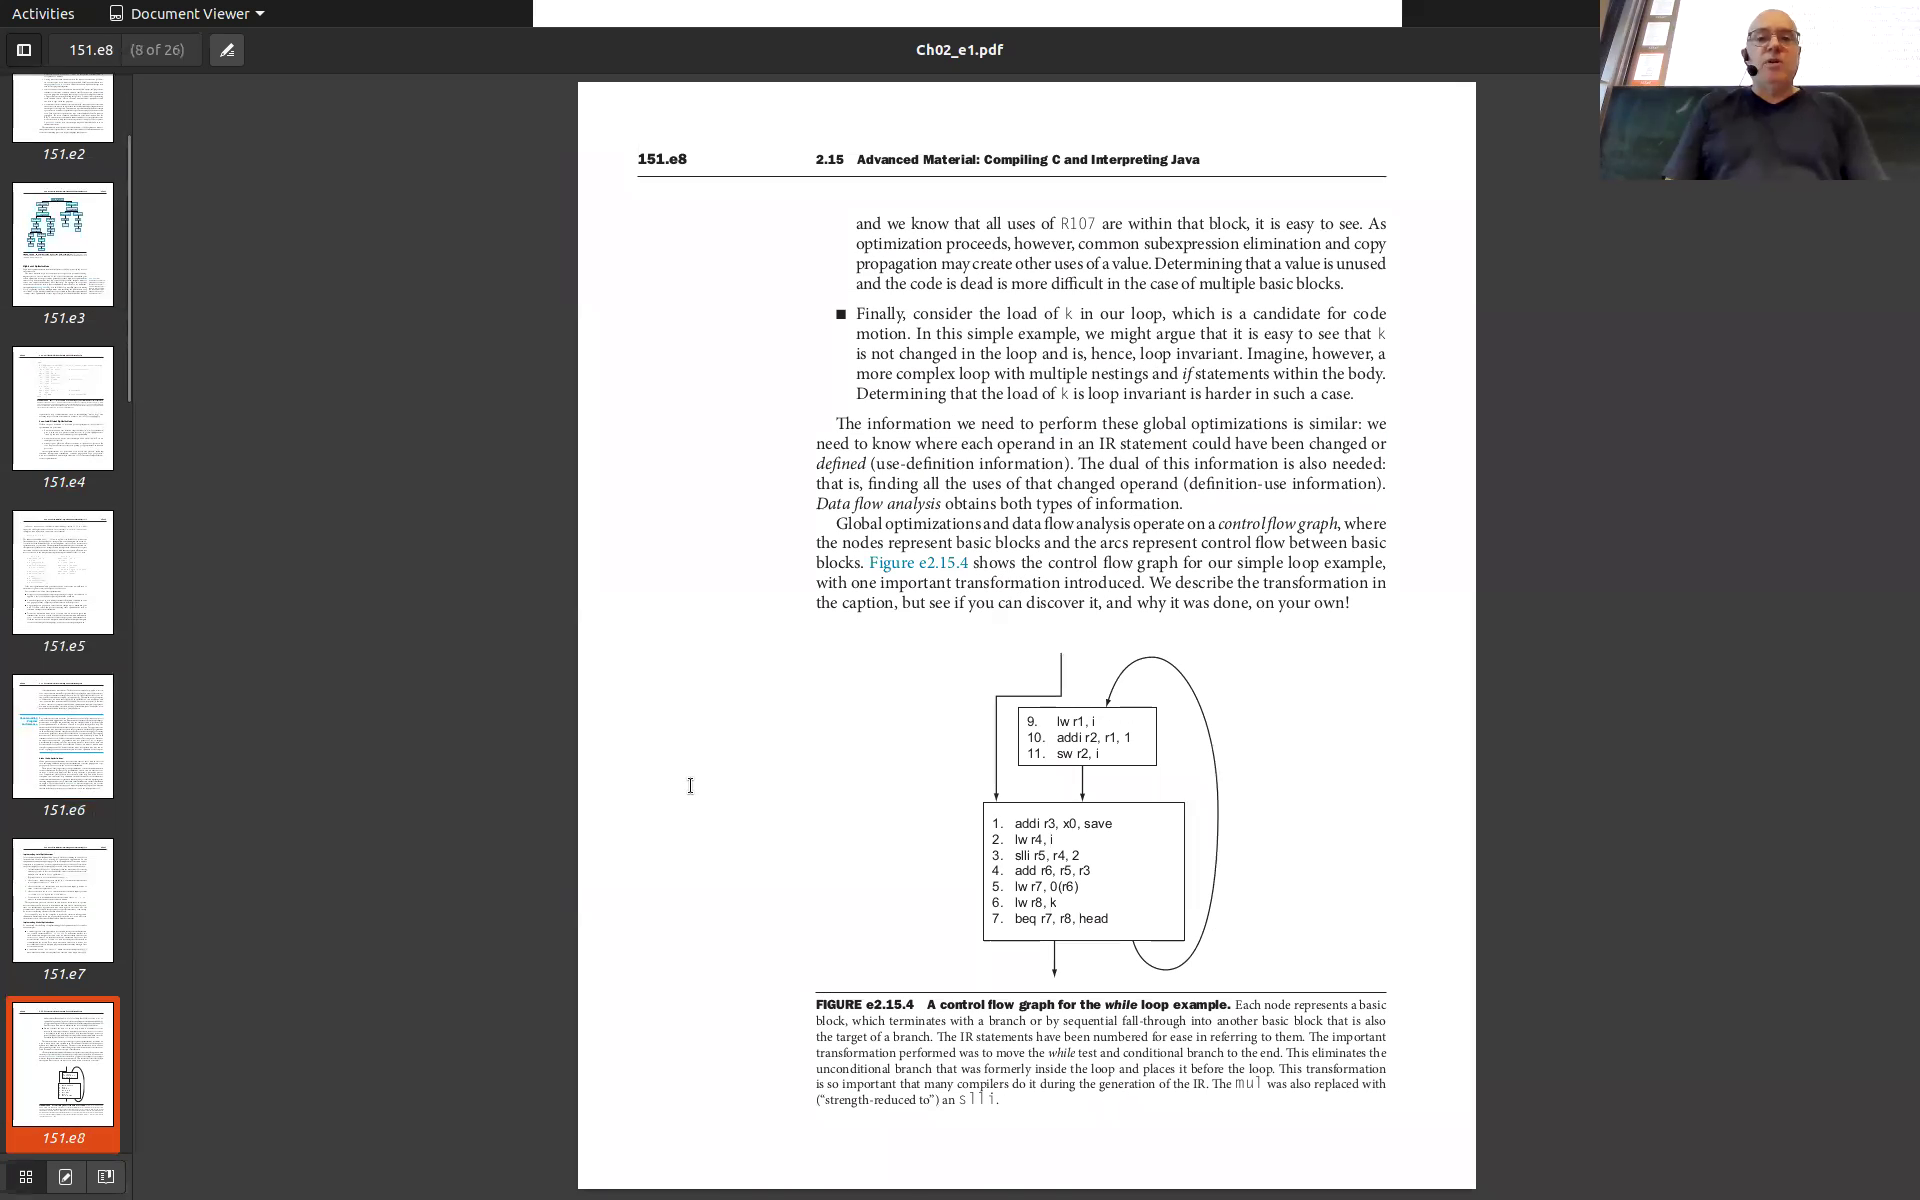 Activities
Document Viewer
151.e8
(8 of 26)
Ch02_e1.pdf
151.e2
151.e3
151.e4
151.e5
151.e6
151.e7
151.e8
151.e8
2.15 Advanced Material: Compiling C and Interpreting Java
and we know that all uses of R107 are within that block, it is easy to see. As
optimization proceeds, however, common subexpression elimination and copy
propagation may create other uses of a value. Determining that a value is unused
and the code is dead is more difficult in the case of multiple basic blocks.
■ Finally, consider the load of k in our loop, which is a candidate for code
motion. In this simple example, we might argue that it is easy to see that k
is not changed in the loop and is, hence, loop invariant. Imagine, however, a
more complex loop with multiple nestings and if statements within the body.
Determining that the load of k is loop invariant is harder in such a case.
The information we need to perform these global optimizations is similar: we
need to know where each operand in an IR statement could have been changed or
defined (use-definition information). The dual of this information is also needed:
that is, finding all the uses of that changed operand (definition-use information).
Data flow analysis obtains both types of information.
Global optimizations and data flow analysis operate on a control flow graph, where
the nodes represent basic blocks and the arcs represent control flow between basic
blocks. Figure e2.15.4 shows the control flow graph for our simple loop example,
with one important transformation introduced. We describe the transformation in
the caption, but see if you can discover it, and why it was done, on your own!
9. lw r1, i
10. addi r2, r1, 1
11. sw r2, i
1. addi r3, x0, save
2. lw r4, i
3. slli r5, r4, 2
4. add r6, r5, r3
5. lw r7, 0(r6)
6. lw r8, k
7. beq r7, r8, head
FIGURE e2.15.4 A control flow graph for the while loop example. Each node represents a basic
block, which terminates with a branch or by sequential fall-through into another basic block that is also
the target of a branch. The IR statements have been numbered for ease in referring to them. The important
transformation performed was to move the while test and conditional branch to the end. This eliminates the
unconditional branch that was formerly inside the loop and places it before the loop. This transformation
is so important that many compilers do it during the generation of the IR. The mul was also replaced with
(“strength-reduced to”) an slli.